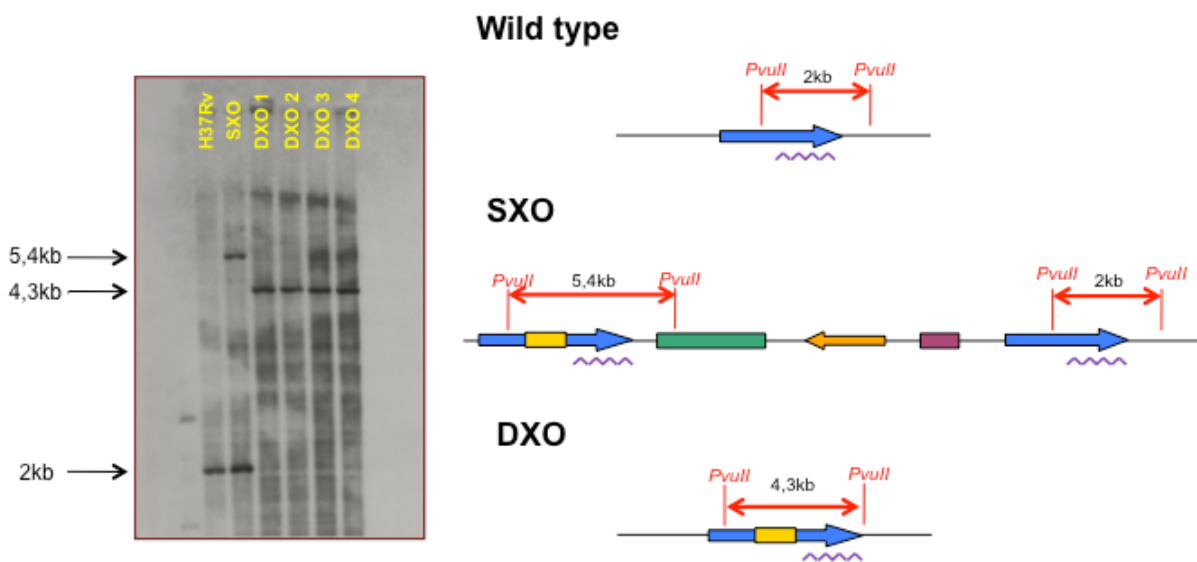 Wild type
PvuII
PvuII
2kb
H37Rv
SXO
DXO 1
DXO 2
DXO 3
DXO 4
5,4kb
4,3kb
2kb
SXO
PvuII
5,4kb
PvuII
PvuII
2kb
PvuII
DXO
PvuII
4,3kb
PvuII